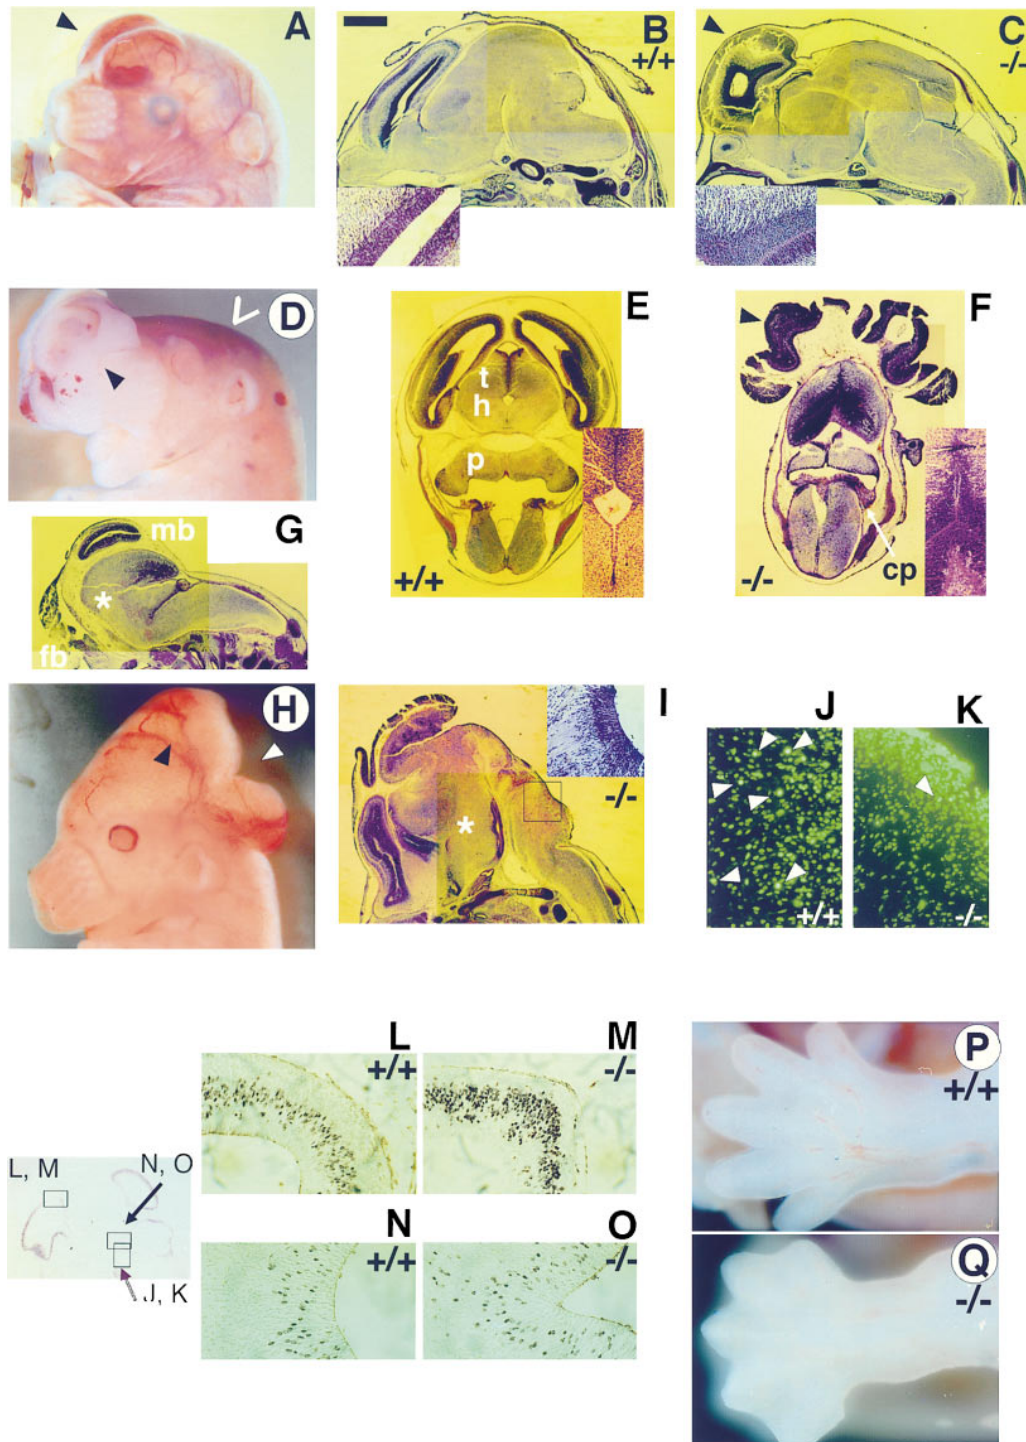 A
B
+/+
C
-/-
D
E
t
h
p
+/+
F
-/-
cp
G
mb
*
fb
H
I
-/-
*
J
+/+
K
-/-
L
+/+
M
-/-
L, M
N, O
J, K
N
+/+
O
-/-
P
+/+
Q
-/-